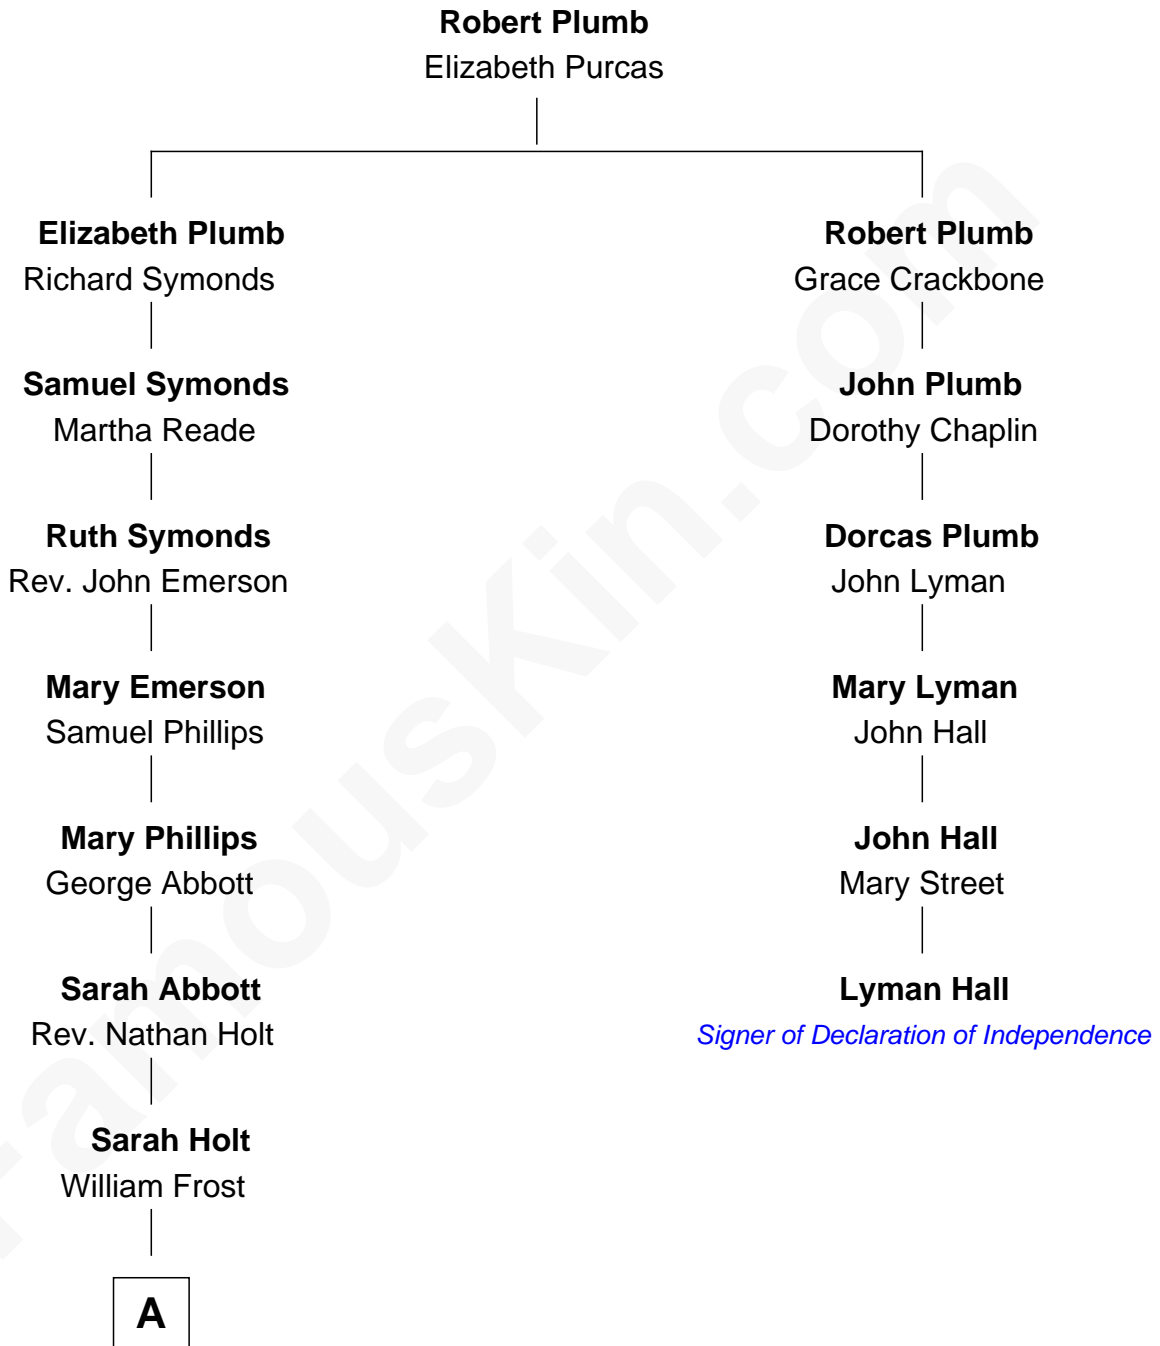 Robert Plumb
Elizabeth Purcas
Elizabeth Plumb
Richard Symonds
Robert Plumb
Grace Crackbone
Samuel Symonds
Martha Reade
John Plumb
Dorothy Chaplin
Ruth Symonds
Rev. John Emerson
Dorcas Plumb
John Lyman
Mary Emerson
Samuel Phillips
Mary Lyman
John Hall
Mary Phillips
George Abbott
John Hall
Mary Street
Sarah Abbott
Rev. Nathan Holt
Lyman Hall
Signer of Declaration of Independence
Sarah Holt
William Frost
A
FamousKin.com